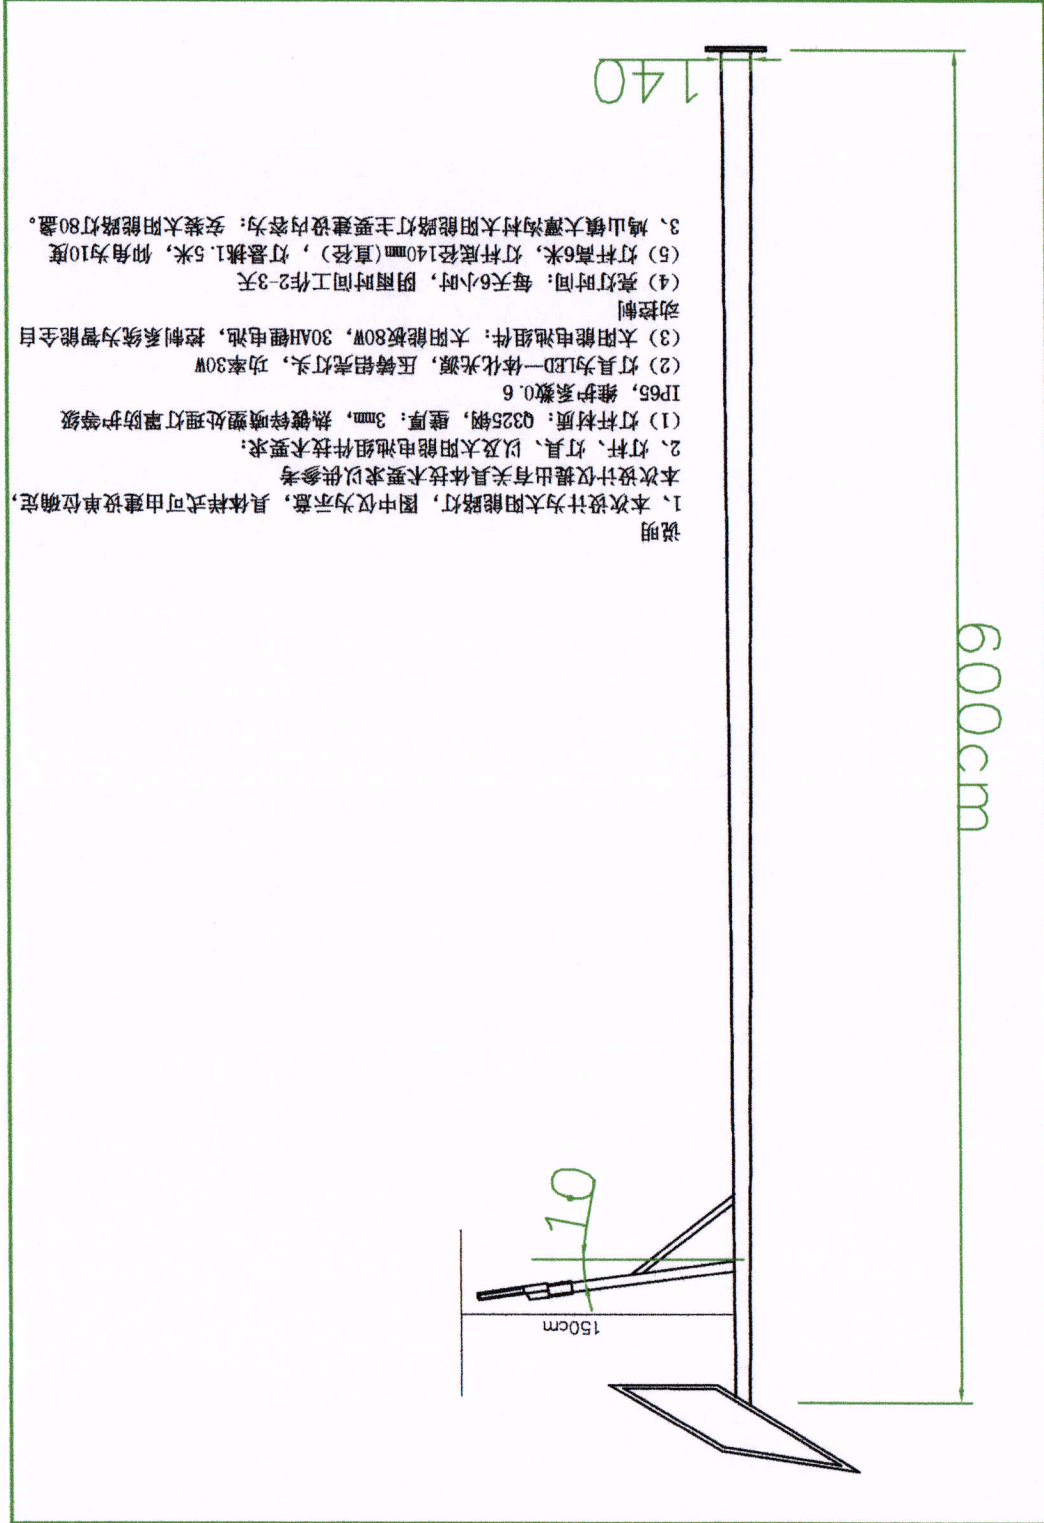 说明
1、本次设计为太阳能路灯，图中仅为示意，具体样式可由建设单位确定，
本次设计仅提出有关具体技术要求以供参考
2、灯杆、灯具、以及太阳能电池组件技术要求：
（1）灯杆材质：Q325钢，壁厚：3mm，热镀锌喷塑处理灯罩防护等级
IP65，维护系数0.6
（2）灯具为LED一体化光源，压铸铝壳灯头，功率30W
（3）太阳能电池组件：太阳能板80W，30AH锂电池，控制系统为智能全自
动控制
（4）亮灯时间：每天6小时，阴雨时间工作2-3天
（5）灯杆高6米，灯杆底径140mm(直径)，灯悬挑1.5米，仰角为10度
3、鸠山镇大潭沟村太阳能路灯主要建设内容为：安装太阳能路灯80盏。
150cm
10
600cm
140